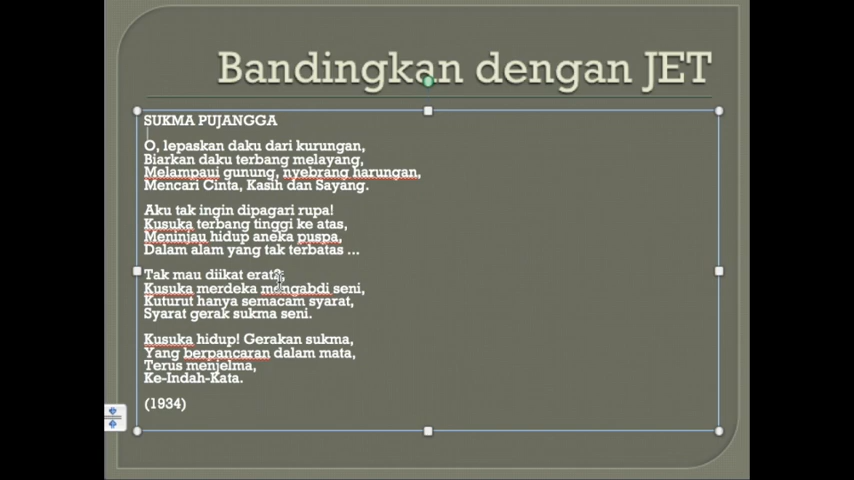 Bandingkan dengan JET
SUKMA PUJANGGA
O, lepaskan daku dari kurungan,
Biarkan daku terbang melayang,
Melampaui gunung, nyebrang harungan,
Mencari Cinta, Kasih dan Sayang.
Aku tak ingin dipagari rupa!
Kusuka terbang tinggi ke atas,
Meninjau hidup aneka puspa,
Dalam alam yang tak terbatas ...
Tak mau diikat erat
Kusuka merdeka mengabdi seni,
Kuturut hanya semacam syarat,
Syarat gerak sukma seni.
Kusuka hidup! Gerakan sukma,
Yang berpancaran dalam mata,
Terus menjelma,
Ke-Indah-Kata.
(1934)